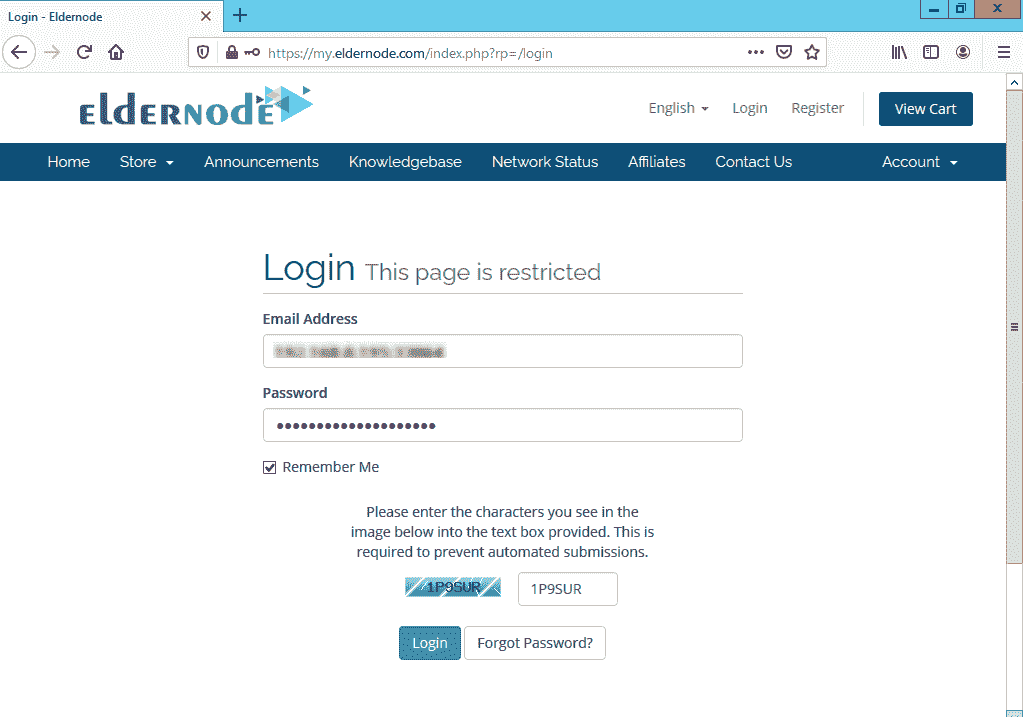 Login - Eldernode
https://my.eldernode.com/index.php?rp=/login
ELDERNODE
English
Login
Register
View Cart
Home
Store
Announcements
Knowledgebase
Network Status
Affiliates
Contact Us
Account
Login This page is restricted
Email Address
Password
Remember Me
Please enter the characters you see in the
image below into the text box provided. This is
required to prevent automated submissions.
1P9SUR
1P9SUR
Login
Forgot Password?